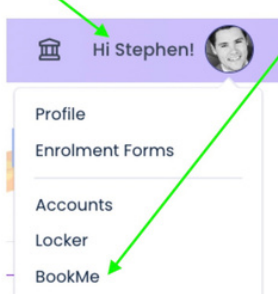 Hi Stephen!
Profile
Enrolment Forms
Accounts
Locker
BookMe